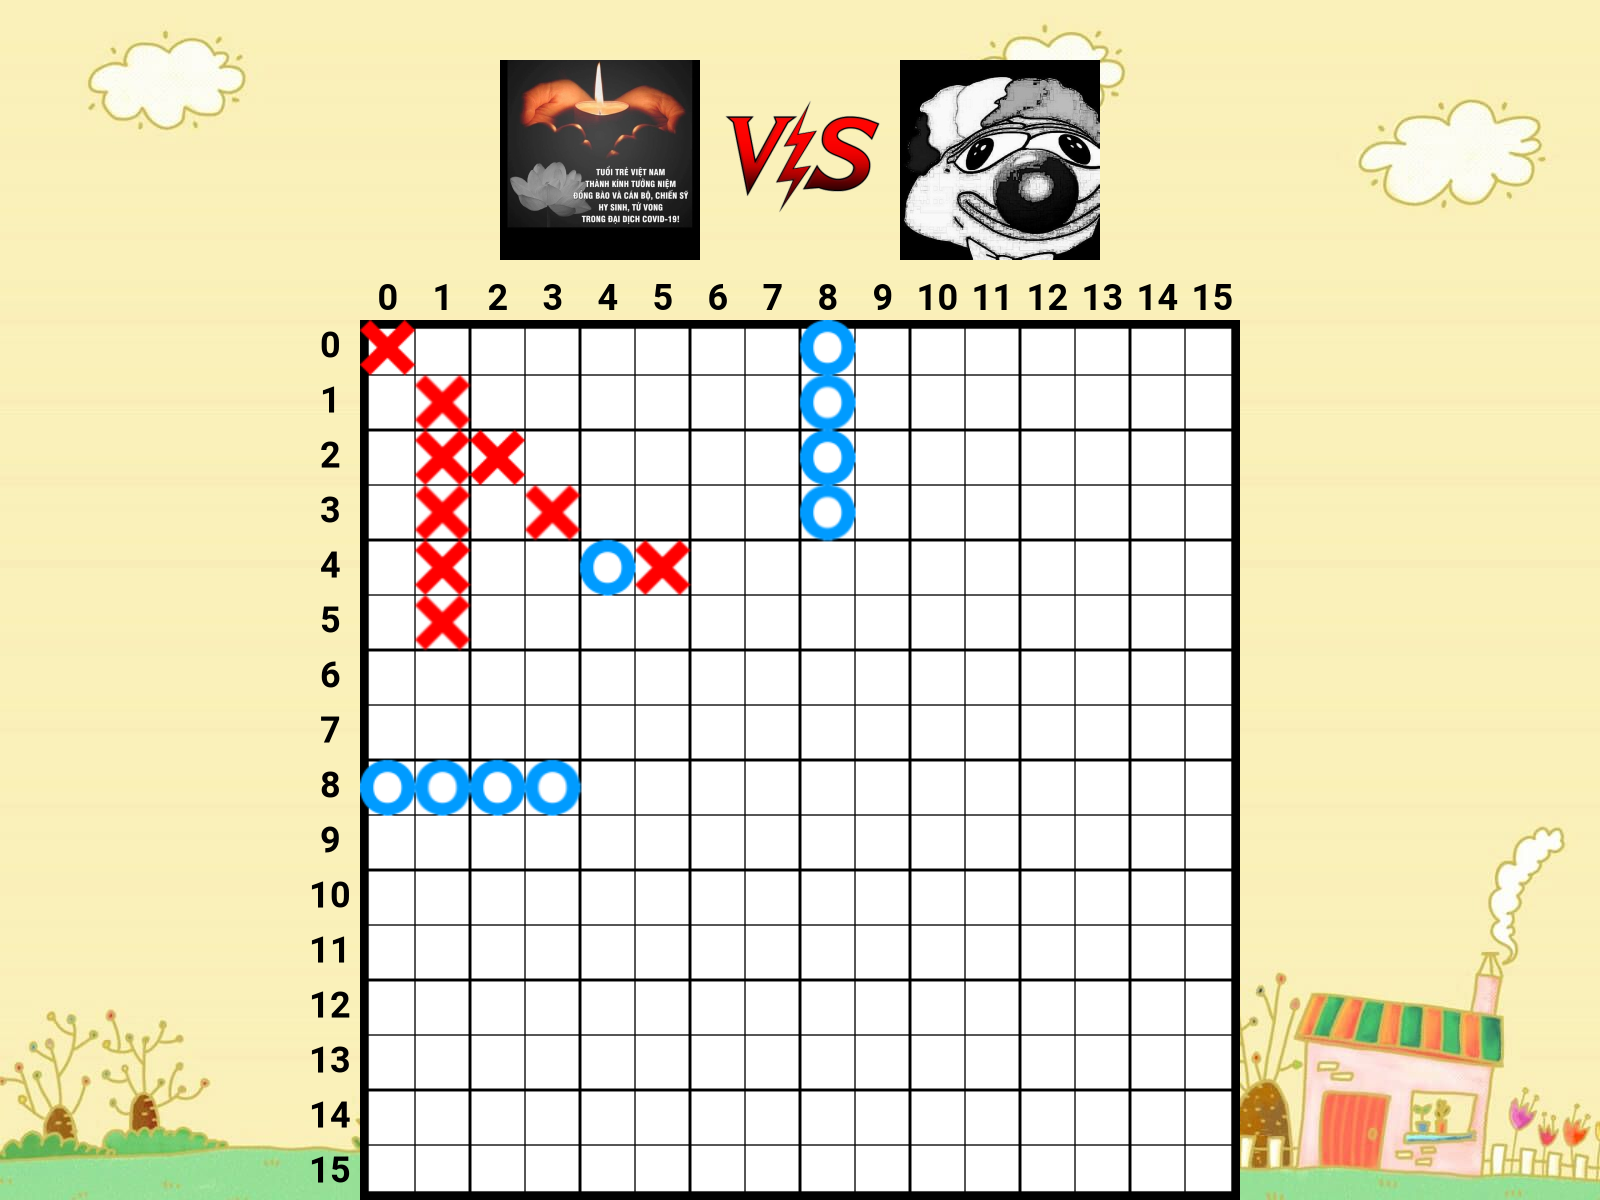 TUỔI TRẺ VIỆT NAM
THÀNH KÍNH TƯỞNG NIỆM
ĐỒNG BÀO VÀ CÁN BỘ, CHIẾN SỸ
HY SINH, TỬ VONG
TRONG ĐẠI DỊCH COVID-19!
VS
0 1 2 3 4 5 6 7 8 9 10 11 12 13 14 15
0
1
2
3
4
5
6
7
8
9
10
11
12
13
14
15